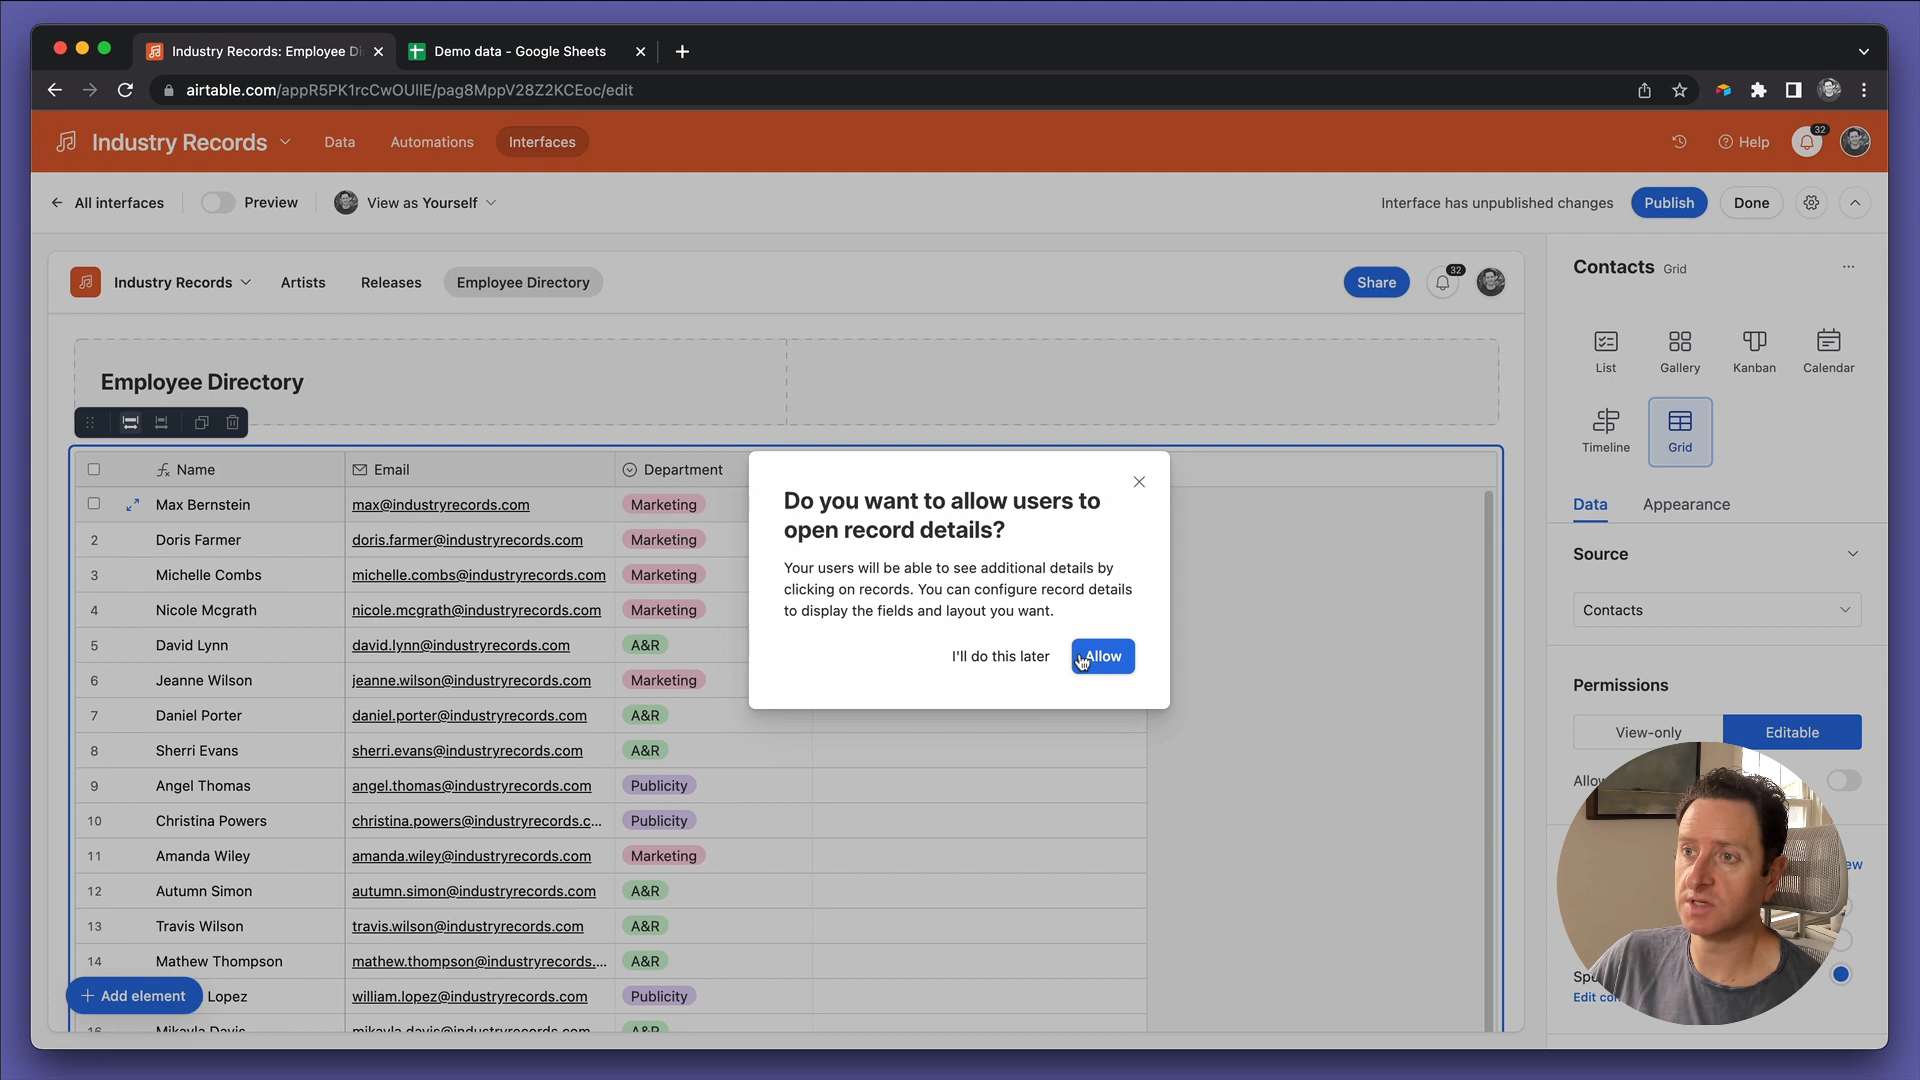 Industry Records: Employee Di
Demo data - Google Sheets
airtable.com/appR5PK1rcCwOUIlE/pag8MppV28Z2KCEoc/edit
Industry Records
Data
Automations
Interfaces
Help
32
All interfaces
Preview
View as Yourself
Interface has unpublished changes
Publish
Done
Industry Records
Artists
Releases
Employee Directory
Share
32
Contacts Grid
List
Gallery
Kanban
Calendar
Timeline
Grid
Data
Appearance
Source
Contacts
Permissions
View-only
Editable
Allow
ew
Spe
Edit con
Employee Directory
Name Email Department
Max Bernstein max@industryrecords.com Marketing
2 Doris Farmer doris.farmer@industryrecords.com Marketing
3 Michelle Combs michelle.combs@industryrecords.com Marketing
4 Nicole Mcgrath nicole.mcgrath@industryrecords.com Marketing
5 David Lynn david.lynn@industryrecords.com A&R
6 Jeanne Wilson jeanne.wilson@industryrecords.com Marketing
7 Daniel Porter daniel.porter@industryrecords.com A&R
8 Sherri Evans sherri.evans@industryrecords.com A&R
9 Angel Thomas angel.thomas@industryrecords.com Publicity
10 Christina Powers christina.powers@industryrecords.c... Publicity
11 Amanda Wiley amanda.wiley@industryrecords.com Marketing
12 Autumn Simon autumn.simon@industryrecords.com A&R
13 Travis Wilson travis.wilson@industryrecords.com A&R
14 Mathew Thompson mathew.thompson@industryrecords.... A&R
Lopez william.lopez@industryrecords.com Publicity
16 Mikayla Davis mikayla.davis@industryrecords.com A&R
Add element
Do you want to allow users to
open record details?
Your users will be able to see additional details by
clicking on records. You can configure record details
to display the fields and layout you want.
I'll do this later
Allow